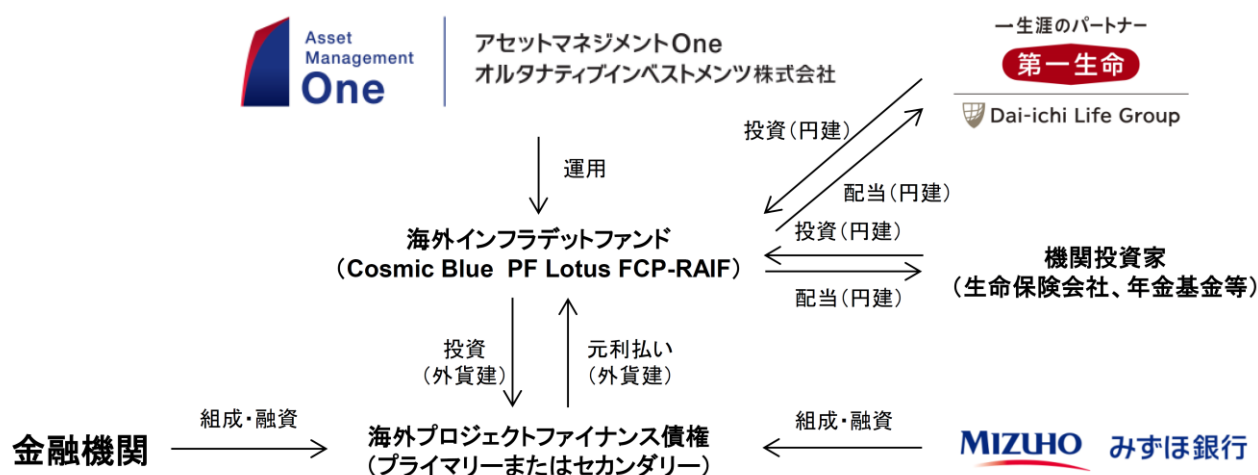 Asset
Management
One
アセットマネジメントOne
オルタナティブインベストメンツ株式会社
一生涯のパートナー
第一生命
Dai-ichi Life Group
投資（円建）
運用
配当（円建）
海外インフラデットファンド
（Cosmic Blue PF Lotus FCP-RAIF）
投資（円建）
配当（円建）
機関投資家
（生命保険会社、年金基金等）
投資
（外貨建）
元利払い
（外貨建）
金融機関
組成・融資
海外プロジェクトファイナンス債権
（プライマリーまたはセカンダリー）
組成・融資
MIZUHO みずほ銀行